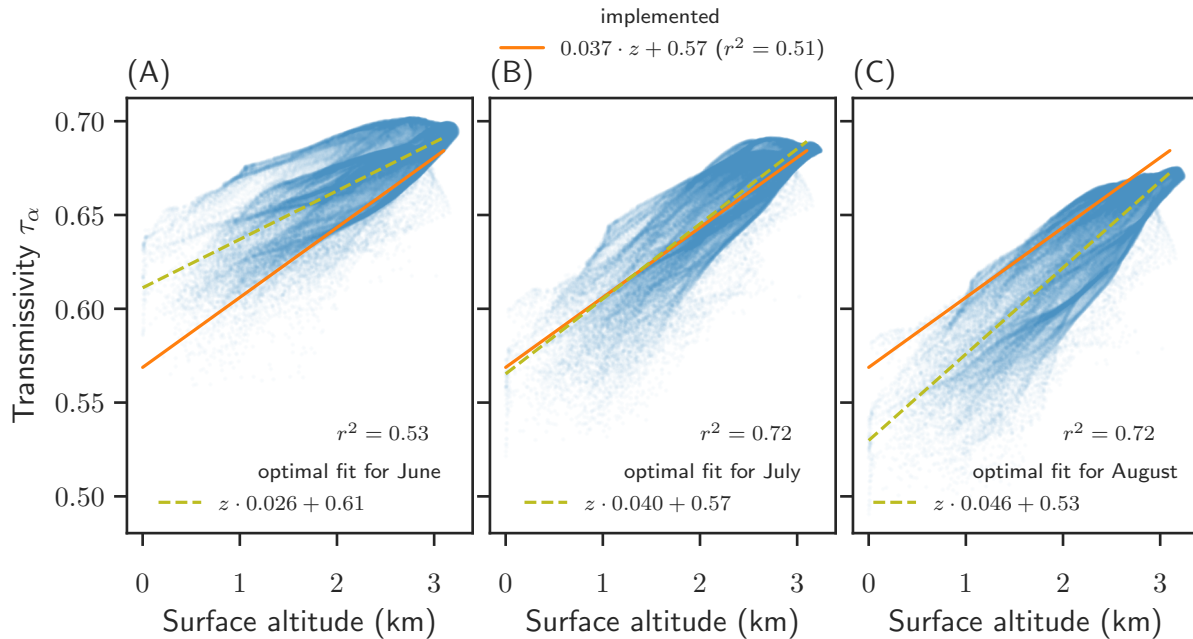 implemented
0.037 · z + 0.57 (r² = 0.51)
(A)
(B)
(C)
Transmissivity τα
0.70
0.65
0.60
0.55
0.50
r² = 0.53
optimal fit for June
z · 0.026 + 0.61
r² = 0.72
optimal fit for July
z · 0.040 + 0.57
r² = 0.72
optimal fit for August
z · 0.046 + 0.53
0 1 2 3
0 1 2 3
0 1 2 3
Surface altitude (km)
Surface altitude (km)
Surface altitude (km)